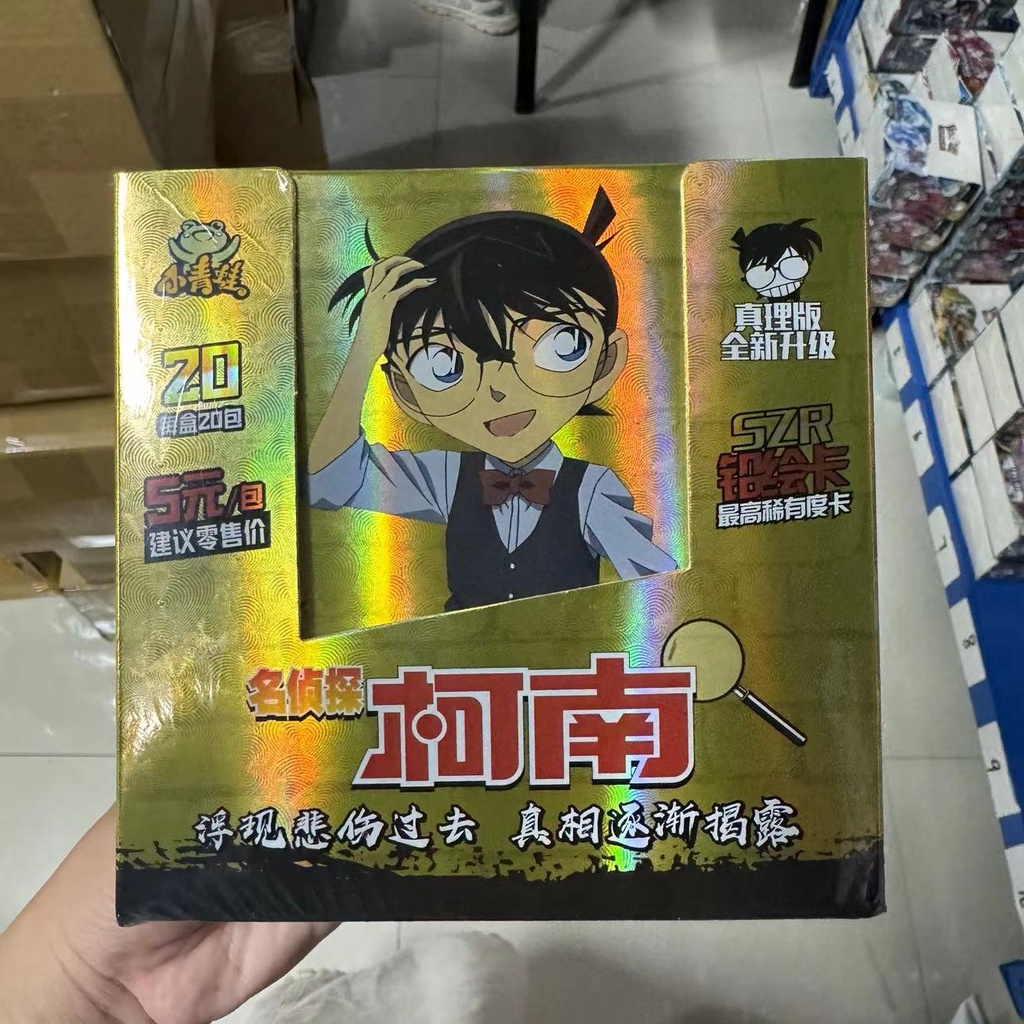 小青蛙
20
每盒20包
5元/包
建议零售价
真理版
全新升级
SZR
铂绘卡
最高稀有度卡
名侦探
柯南
浮现悲伤过去 真相逐渐揭露